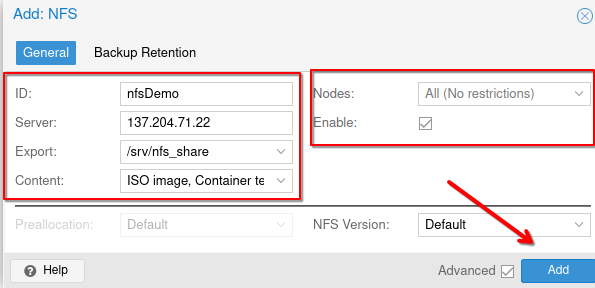 Add: NFS
General Backup Retention
ID: nfsDemo Nodes: All (No restrictions)
Server: 137.204.71.22 Enable:
Export: /srv/nfs_share
Content: ISO image, Container te
Preallocation: Default NFS Version: Default
? Help Advanced Add